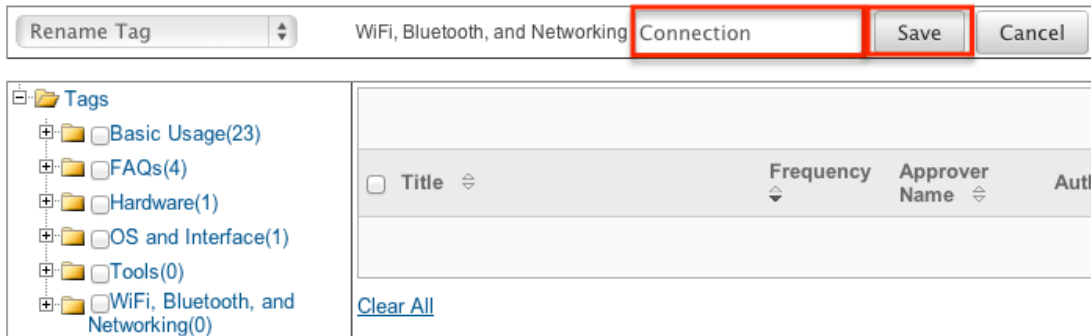 Rename Tag WiFi, Bluetooth, and Networking Connection Save Cancel
Tags
Basic Usage(23)
FAQs(4)
Hardware(1)
OS and Interface(1)
Tools(0)
WiFi, Bluetooth, and
Networking(0)
Title Frequency Approver
Name
Clear All